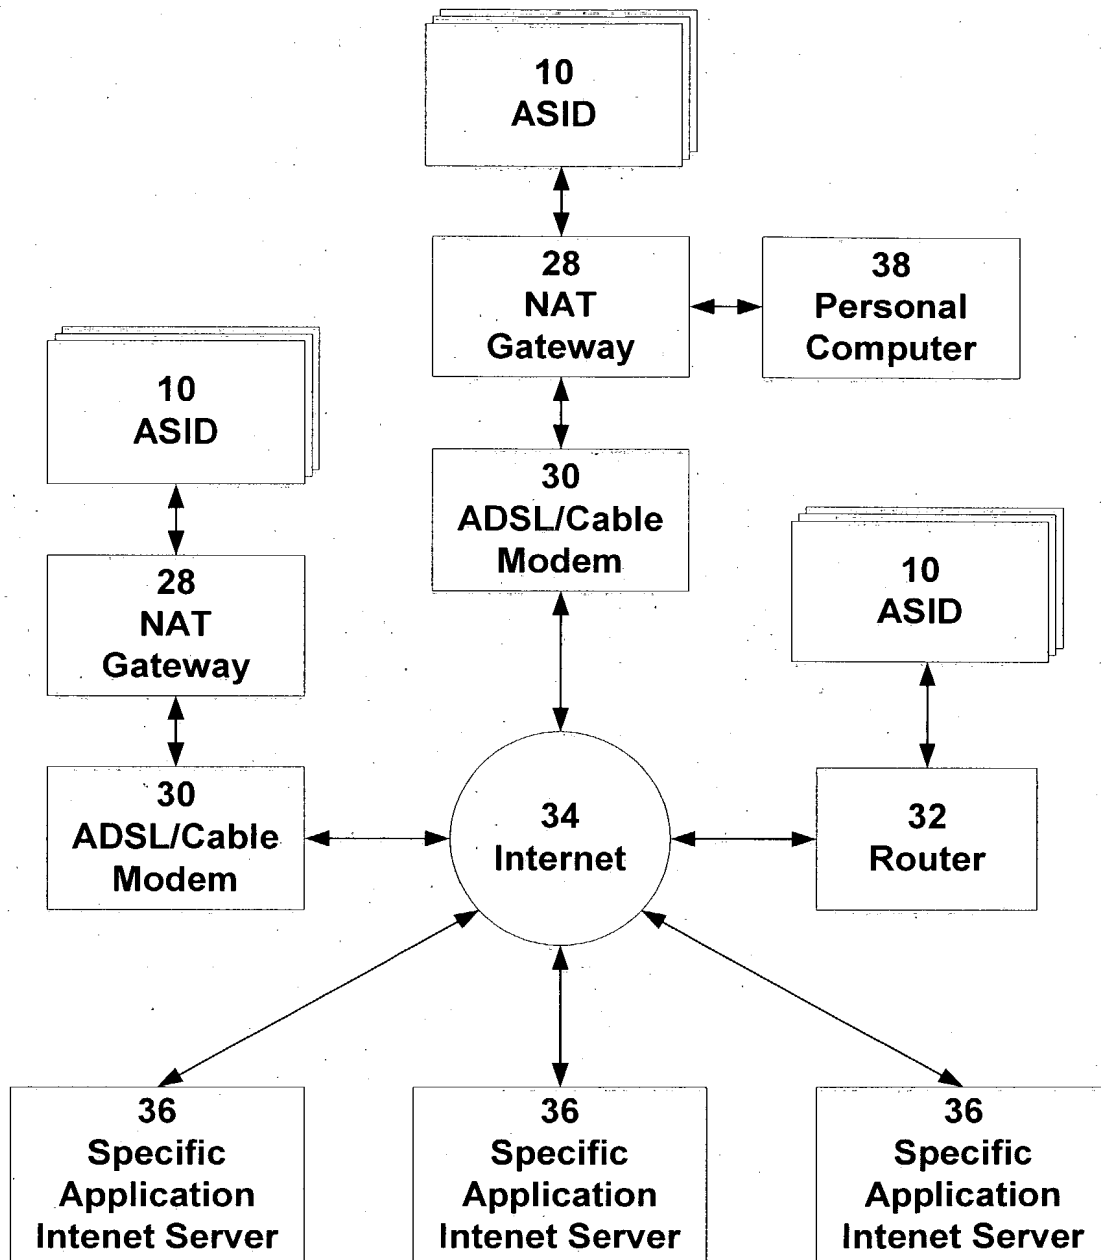 10
ASID
28
NAT
Gateway
38
Personal
Computer
10
ASID
30
ADSL/Cable
Modem
10
ASID
28
NAT
Gateway
30
ADSL/Cable
Modem
34
Internet
32
Router
36
Specific
Application
Intenet Server
36
Specific
Application
Intenet Server
36
Specific
Application
Intenet Server